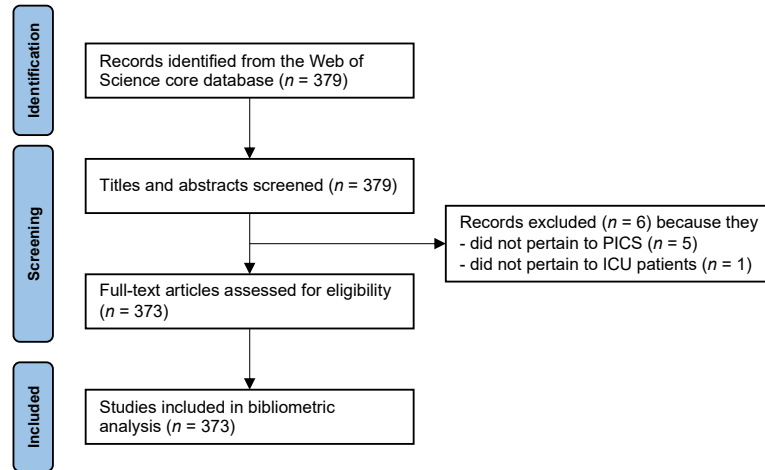 Identification
Records identified from the Web of
Science core database (n = 379)
Screening
Titles and abstracts screened (n = 379)
Records excluded (n = 6) because they
- did not pertain to PICS (n = 5)
- did not pertain to ICU patients (n = 1)
Full-text articles assessed for eligibility
(n = 373)
Included
Studies included in bibliometric
analysis (n = 373)